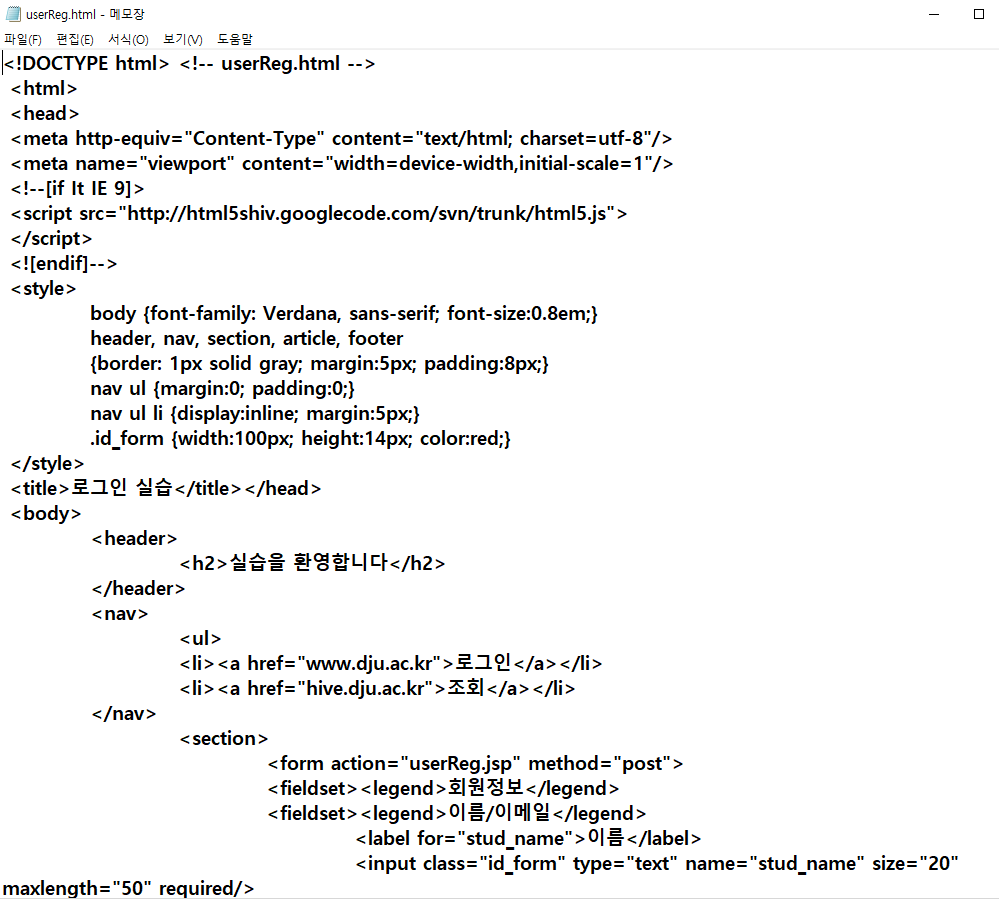 userReg.html - 메모장
파일(F) 편집(E) 서식(O) 보기(V) 도움말
<!DOCTYPE html> <!-- userReg.html -->
<html>
<head>
<meta http-equiv="Content-Type" content="text/html; charset=utf-8"/>
<meta name="viewport" content="width=device-width,initial-scale=1"/>
<!--[if lt IE 9]>
<script src="http://html5shiv.googlecode.com/svn/trunk/html5.js">
</script>
<![endif]-->
<style>
body {font-family: Verdana, sans-serif; font-size:0.8em;}
header, nav, section, article, footer
{border: 1px solid gray; margin:5px; padding:8px;}
nav ul {margin:0; padding:0;}
nav ul li {display:inline; margin:5px;}
.id_form {width:100px; height:14px; color:red;}
</style>
<title>로그인 실습</title></head>
<body>
<header>
<h2>실습을 환영합니다</h2>
</header>
<nav>
<ul>
<li><a href="www.dju.ac.kr">로그인</a></li>
<li><a href="hive.dju.ac.kr">조회</a></li>
</nav>
<section>
<form action="userReg.jsp" method="post">
<fieldset><legend>회원정보</legend>
<fieldset><legend>이름/이메일</legend>
<label for="stud_name">이름</label>
<input class="id_form" type="text" name="stud_name" size="20"
maxlength="50" required/>